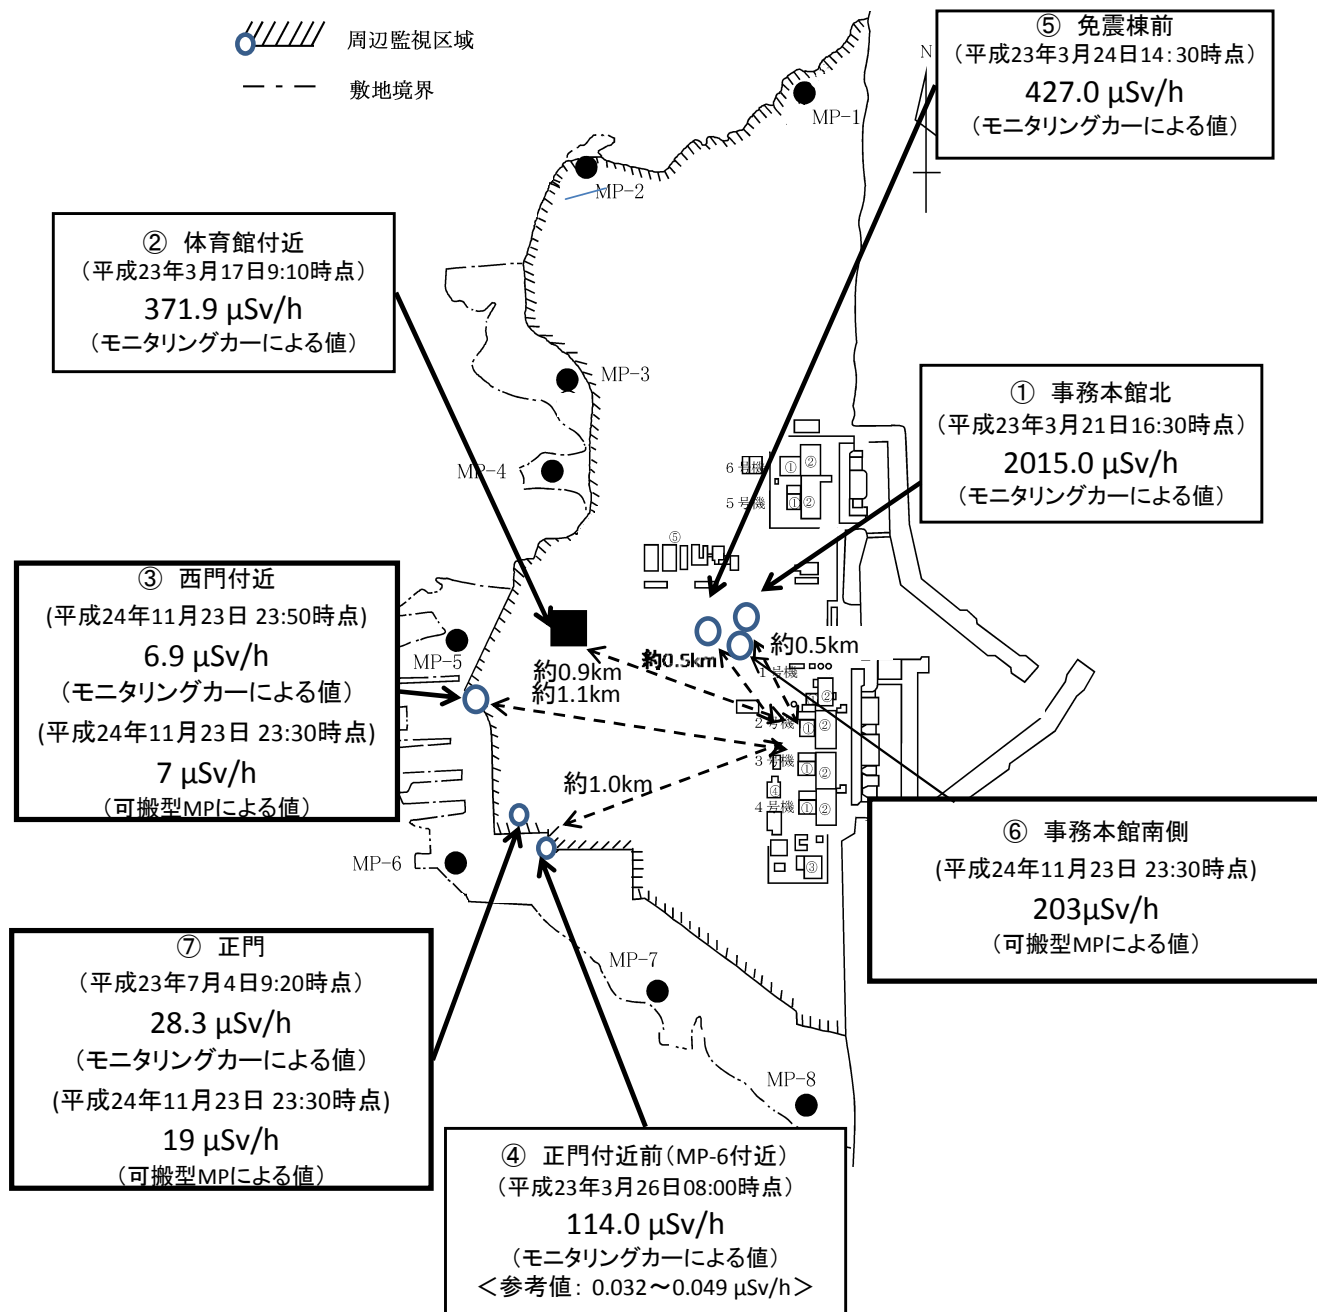 周辺監視区域
敷地境界
⑤ 免震棟前
(平成23年3月24日14:30時点)
427.0 µSv/h
(モニタリングカーによる値)
N
MP-1
MP-2
② 体育館付近
(平成23年3月17日9:10時点)
371.9 µSv/h
(モニタリングカーによる値)
MP-3
① 事務本館北
(平成23年3月21日16:30時点)
2015.0 µSv/h
(モニタリングカーによる値)
MP-4
6号機
①
②
5号機
①
②
⑤
③ 西門付近
(平成24年11月23日 23:50時点)
6.9 µSv/h
(モニタリングカーによる値)
(平成24年11月23日 23:30時点)
7 µSv/h
(可搬型MPによる値)
MP-5
約0.9km
約1.1km
約0.5km
約0.5km
1号機
②
2号機
①
②
3号機
①
②
④
4号機
①
②
③
約1.0km
MP-6
⑥ 事務本館南側
(平成24年11月23日 23:30時点)
203µSv/h
(可搬型MPによる値)
⑦ 正門
(平成23年7月4日9:20時点)
28.3 µSv/h
(モニタリングカーによる値)
(平成24年11月23日 23:30時点)
19 µSv/h
(可搬型MPによる値)
MP-7
MP-8
④ 正門付近前(MP-6付近)
(平成23年3月26日08:00時点)
114.0 µSv/h
(モニタリングカーによる値)
<参考値: 0.032～0.049 µSv/h>